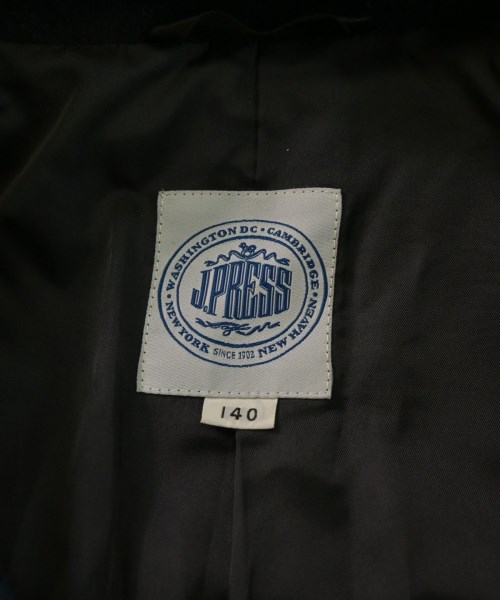 WASHINGTON DC • CAMBRIDGE •
J.PRESS
• NEW YORK SINCE 1902 NEW HAVEN •
140